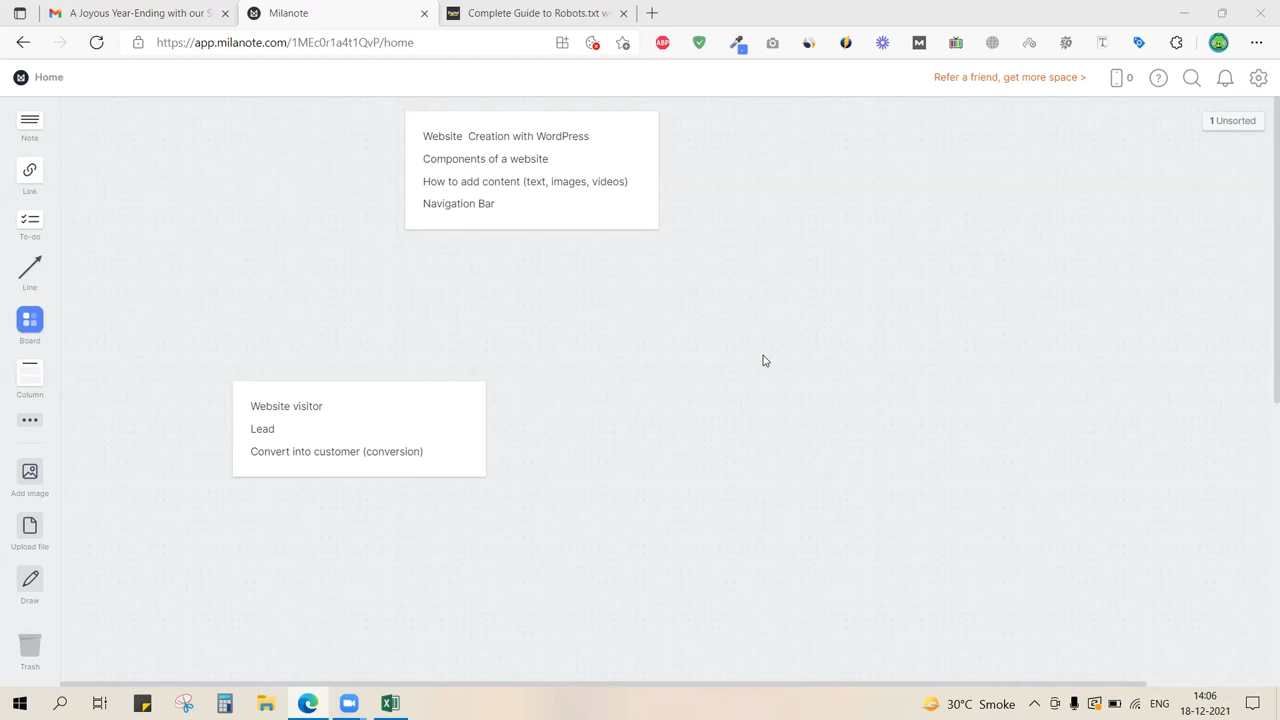 A Joyous Year-Ending with our Sp
Milanote
Complete Guide to Robots.txt w
https://app.milanote.com/1MEc0r1a4t1QvP/home
ABP
M
T
Home
Refer a friend, get more space >
0
?
Note
Link
To-do
Line
Board
Column
Add image
Upload file
Draw
Trash
1 Unsorted
Website  Creation with WordPress
Components of a website
How to add content (text, images, videos)
Navigation Bar
Website visitor
Lead
Convert into customer (conversion)
30°C Smoke
ENG
14:06
18-12-2021